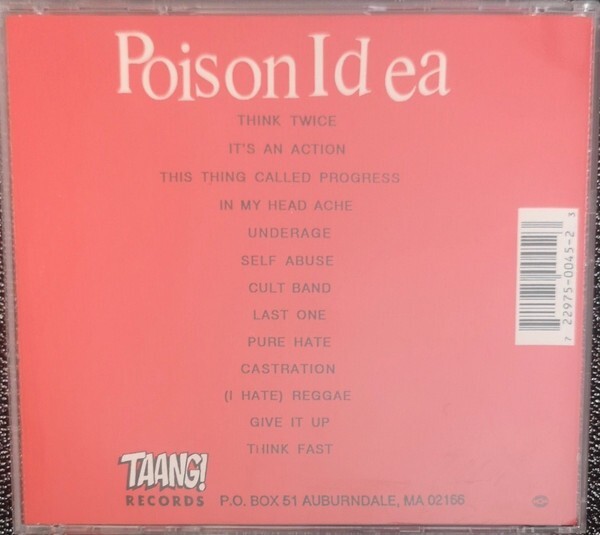 Poison Idea
THINK TWICE
IT'S AN ACTION
THIS THING CALLED PROGRESS
IN MY HEAD ACHE
UNDERAGE
SELF ABUSE
CULT BAND
LAST ONE
PURE HATE
CASTRATION
(I HATE) REGGAE
GIVE IT UP
THINK FAST
7 22975-0045-2 3
TAANG!
RECORDS P.O. BOX 51 AUBURNDALE, MA 02166